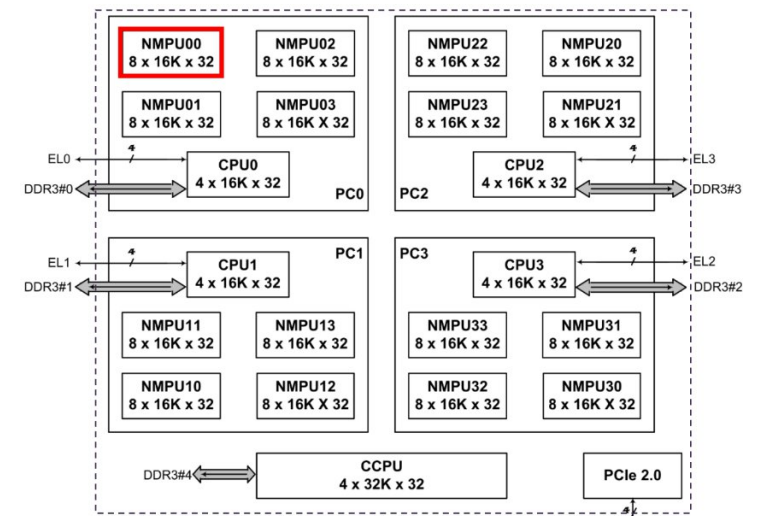 NMPU00
8 x 16K x 32
NMPU02
8 x 16K x 32
NMPU22
8 x 16K x 32
NMPU20
8 x 16K x 32
NMPU01
8 x 16K x 32
NMPU03
8 x 16K X 32
NMPU23
8 x 16K x 32
NMPU21
8 x 16K X 32
EL0
4
CPU0
4 x 16K x 32
DDR3#0
PC0
PC2
CPU2
4 x 16K x 32
4
EL3
DDR3#3
EL1
4
CPU1
4 x 16K x 32
DDR3#1
PC1
PC3
CPU3
4 x 16K x 32
4
EL2
DDR3#2
NMPU11
8 x 16K x 32
NMPU13
8 x 16K x 32
NMPU33
8 x 16K x 32
NMPU31
8 x 16K x 32
NMPU10
8 x 16K x 32
NMPU12
8 x 16K X 32
NMPU32
8 x 16K x 32
NMPU30
8 x 16K X 32
DDR3#4
CCPU
4 x 32K x 32
PCIe 2.0
4